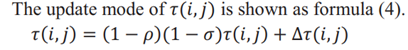 The update mode of τ(i,j) is shown as formula (4).
τ(i,j) = (1 − ρ)(1 − σ)τ(i,j) + Δτ(i,j)